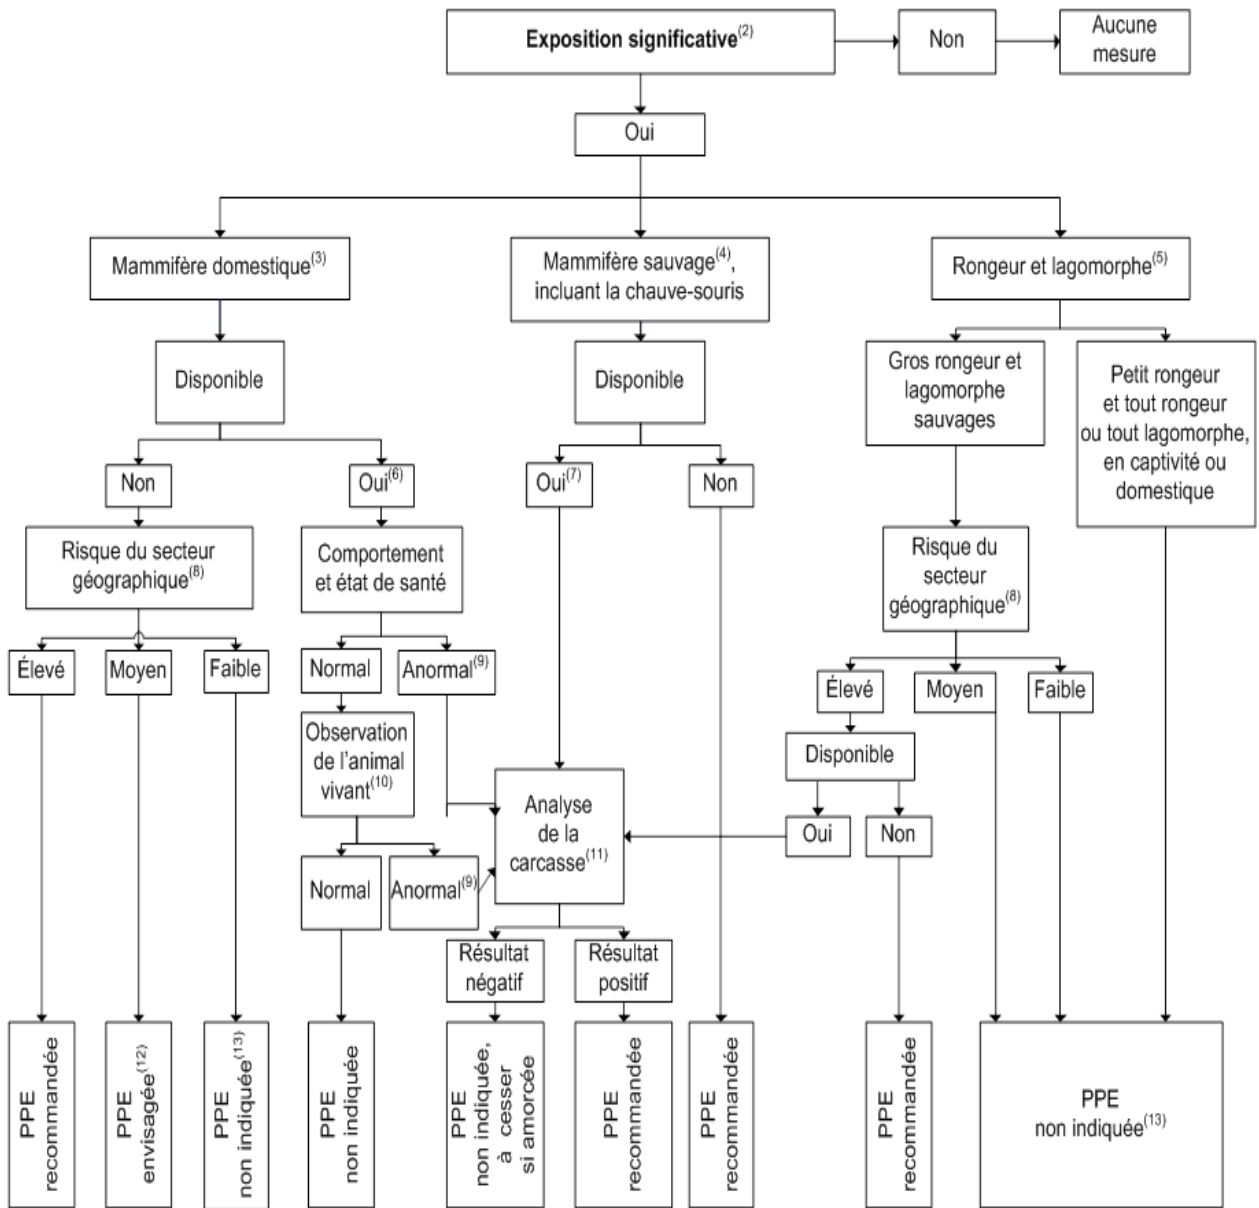 Exposition significative(2)
Non
Aucune
mesure
Oui
Mammifère domestique(3)
Mammifère sauvage(4),
incluant la chauve-souris
Rongeur et lagomorphe(5)
Disponible
Disponible
Gros rongeur et
lagomorphe
sauvages
Petit rongeur
et tout rongeur
ou tout lagomorphe,
en captivité ou
domestique
Non
Oui(6)
Oui(7)
Non
Risque du secteur
géographique(8)
Comportement
et état de santé
Risque du
secteur
géographique(8)
Élevé
Moyen
Faible
Normal
Anormal(9)
Élevé
Moyen
Faible
Observation
de l'animal
vivant(10)
Disponible
Analyse
de la
carcasse(11)
Oui
Non
Normal
Anormal(9)
Résultat
négatif
Résultat
positif
PPE
recommandée
PPE
envisagée(12)
PPE
non indiquée(13)
PPE
non indiquée
PPE
non indiquée,
à cesser
si amorcée
PPE
recommandée
PPE
recommandée
PPE
recommandée
PPE
non indiquée(13)